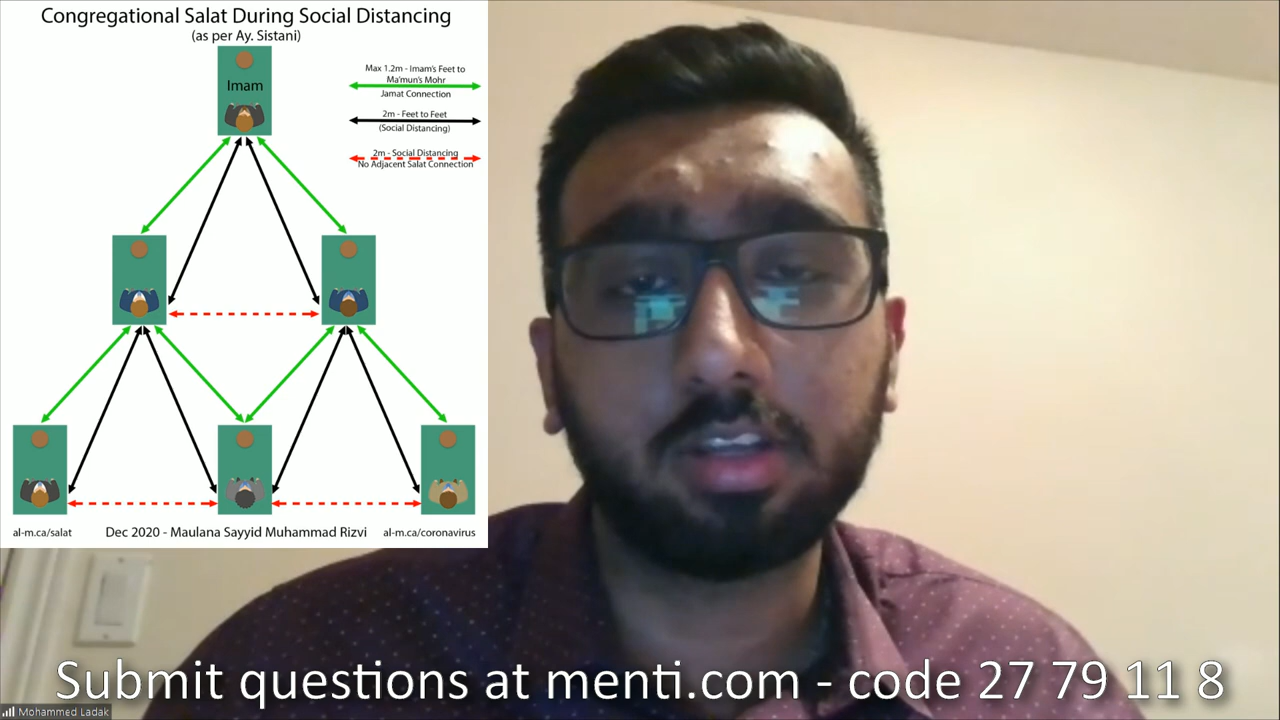 Congregational Salat During Social Distancing
(as per Ay. Sistani)
Imam
Max 1.2m - Imam's Feet to
Ma'mun's Mohr
Jamat Connection
2m - Feet to Feet
(Social Distancing)
2m - Social Distancing
No Adjacent Salat Connection
al-m.ca/salat
Dec 2020 - Maulana Sayyid Muhammad Rizvi
al-m.ca/coronavirus
Submit questions at menti.com - code 27 79 11 8
Mohammed Ladak